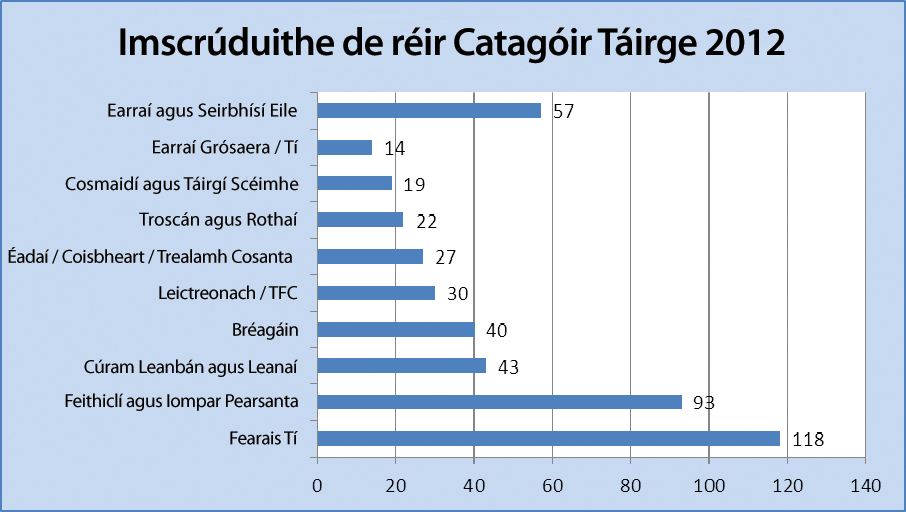 Imscrúduithe de réir Catagóir Táirge 2012
Earraí agus Seirbhísí Eile 57
Earraí Grósaera / Tí 14
Cosmaidí agus Táirgí Scéimhe 19
Troscán agus Rothaí 22
Éadaí / Coisbheart / Trealamh Cosanta 27
Leictreonach / TFC 30
Bréagáin 40
Cúram Leanbán agus Leanaí 43
Feithiclí agus Iompar Pearsanta 93
Fearais Tí 118
0 20 40 60 80 100 120 140